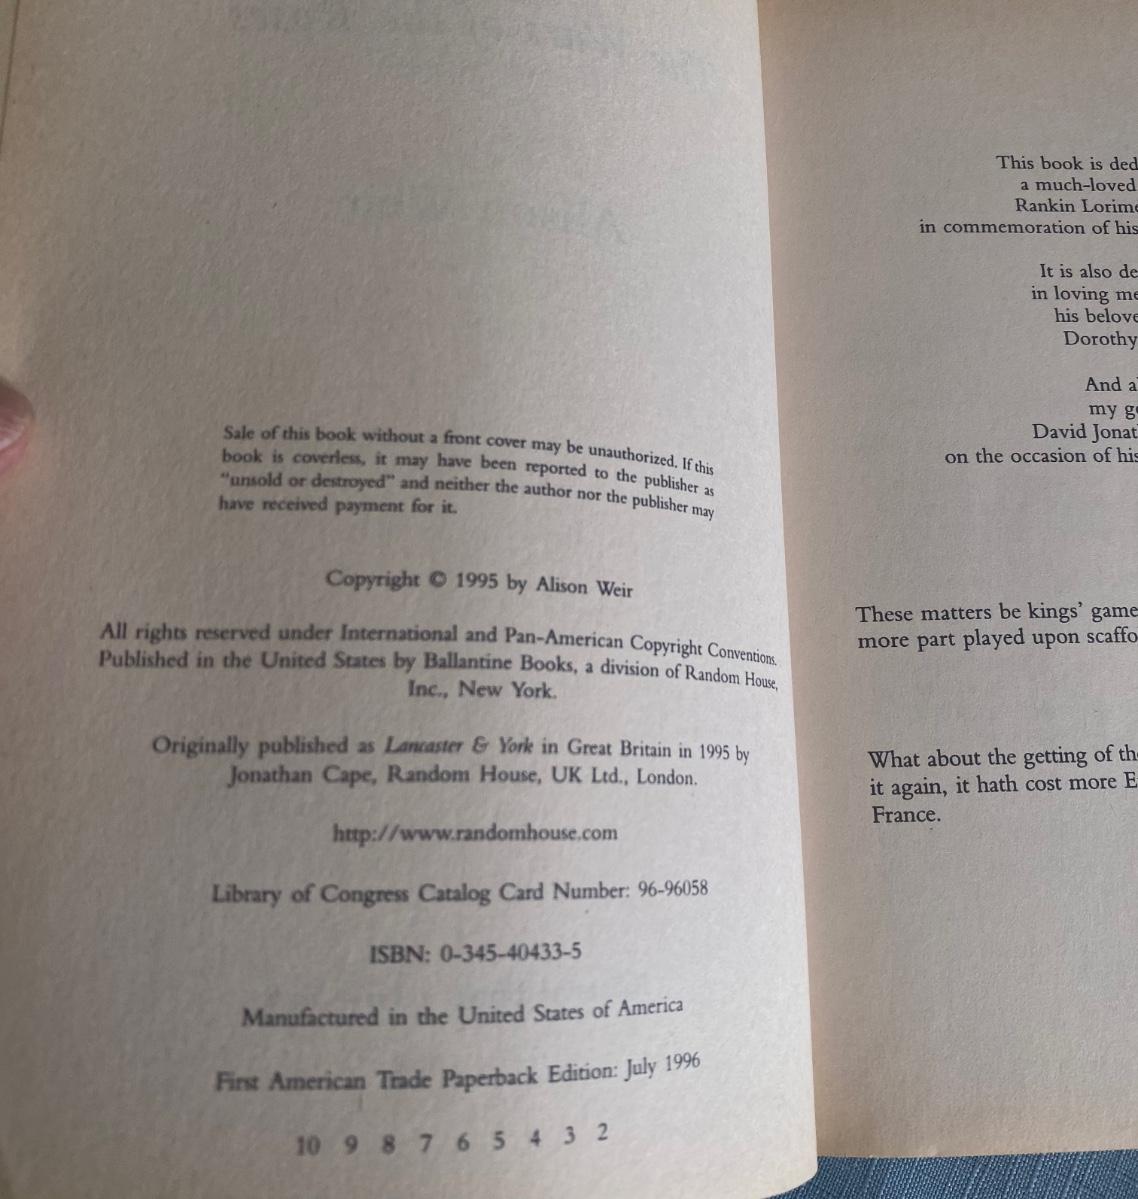 Sale of this book without a front cover may be unauthorized. If this
book is coverless, it may have been reported to the publisher as
"unsold or destroyed" and neither the author nor the publisher may
have received payment for it.
Copyright © 1995 by Alison Weir
All rights reserved under International and Pan-American Copyright Conventions.
Published in the United States by Ballantine Books, a division of Random House,
Inc., New York.
Originally published as Lancaster & York in Great Britain in 1995 by
Jonathan Cape, Random House, UK Ltd., London.
http://www.randomhouse.com
Library of Congress Catalog Card Number: 96-96058
ISBN: 0-345-40433-5
Manufactured in the United States of America
First American Trade Paperback Edition: July 1996
10 9 8 7 6 5 4 3 2
This book is ded
a much-loved
Rankin Lorime
in commemoration of his
It is also de
in loving me
his belove
Dorothy
And a
my g
David Jonat
on the occasion of his
These matters be kings' game
more part played upon scaffo
What about the getting of th
it again, it hath cost more E
France.